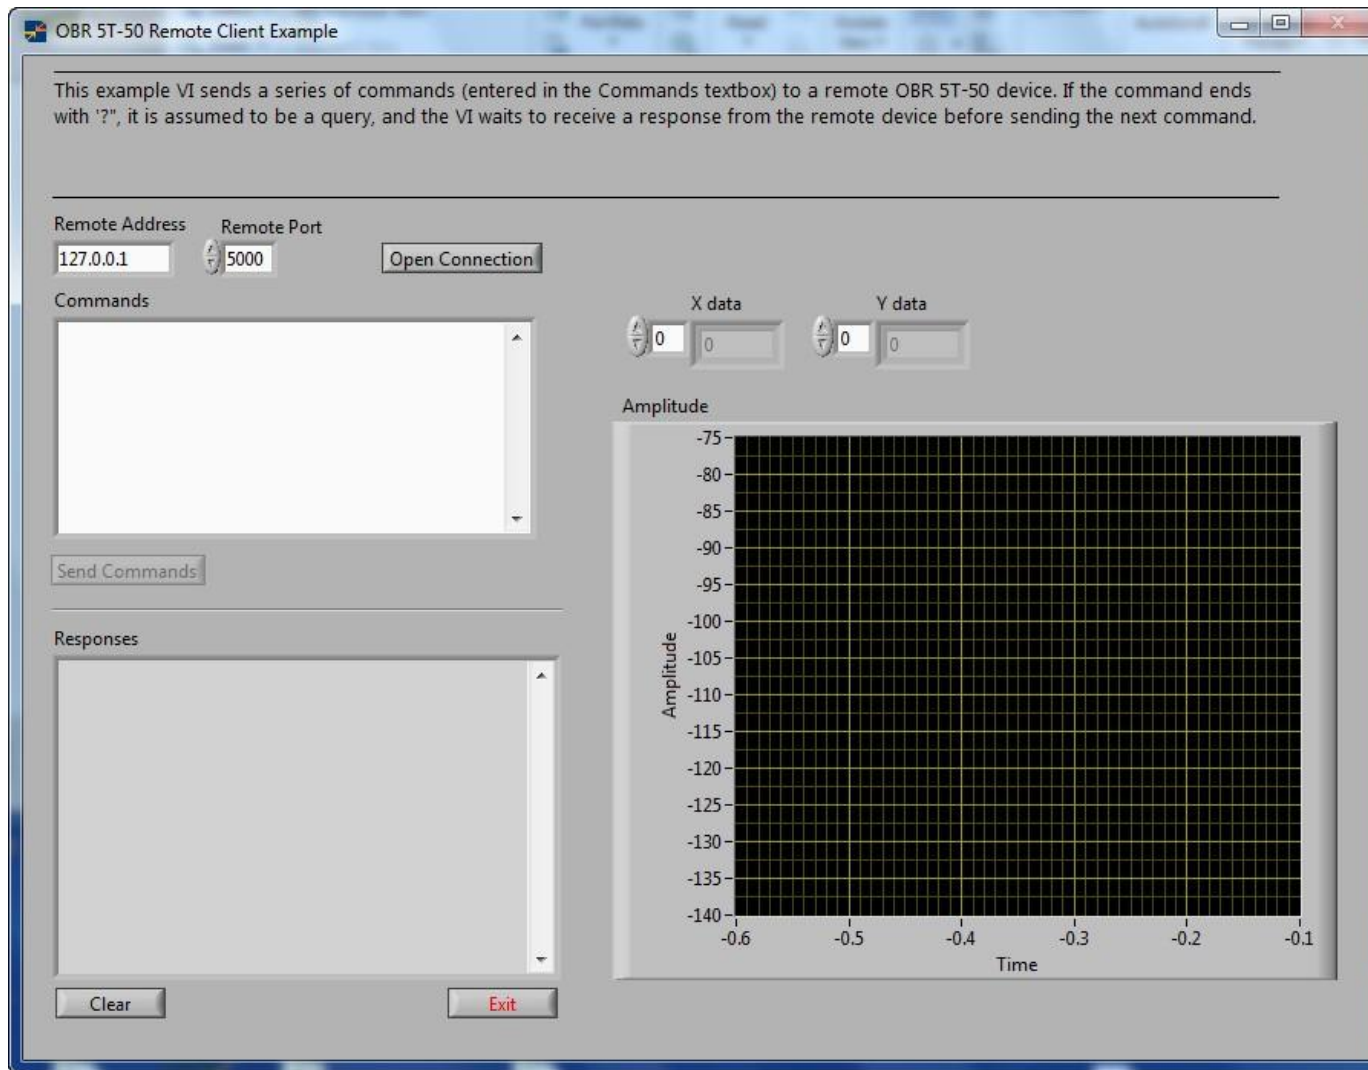 OBR 5T-50 Remote Client Example
This example VI sends a series of commands (entered in the Commands textbox) to a remote OBR 5T-50 device. If the command ends
with '?", it is assumed to be a query, and the VI waits to receive a response from the remote device before sending the next command.
Remote Address
Remote Port
127.0.0.1
5000
Open Connection
Commands
X data
Y data
0
0
0
0
Send Commands
Amplitude
-75
-80
-85
-90
-95
-100
-105
-110
-115
-120
-125
-130
-135
-140
Amplitude
-0.6
-0.5
-0.4
-0.3
-0.2
-0.1
Time
Responses
Clear
Exit